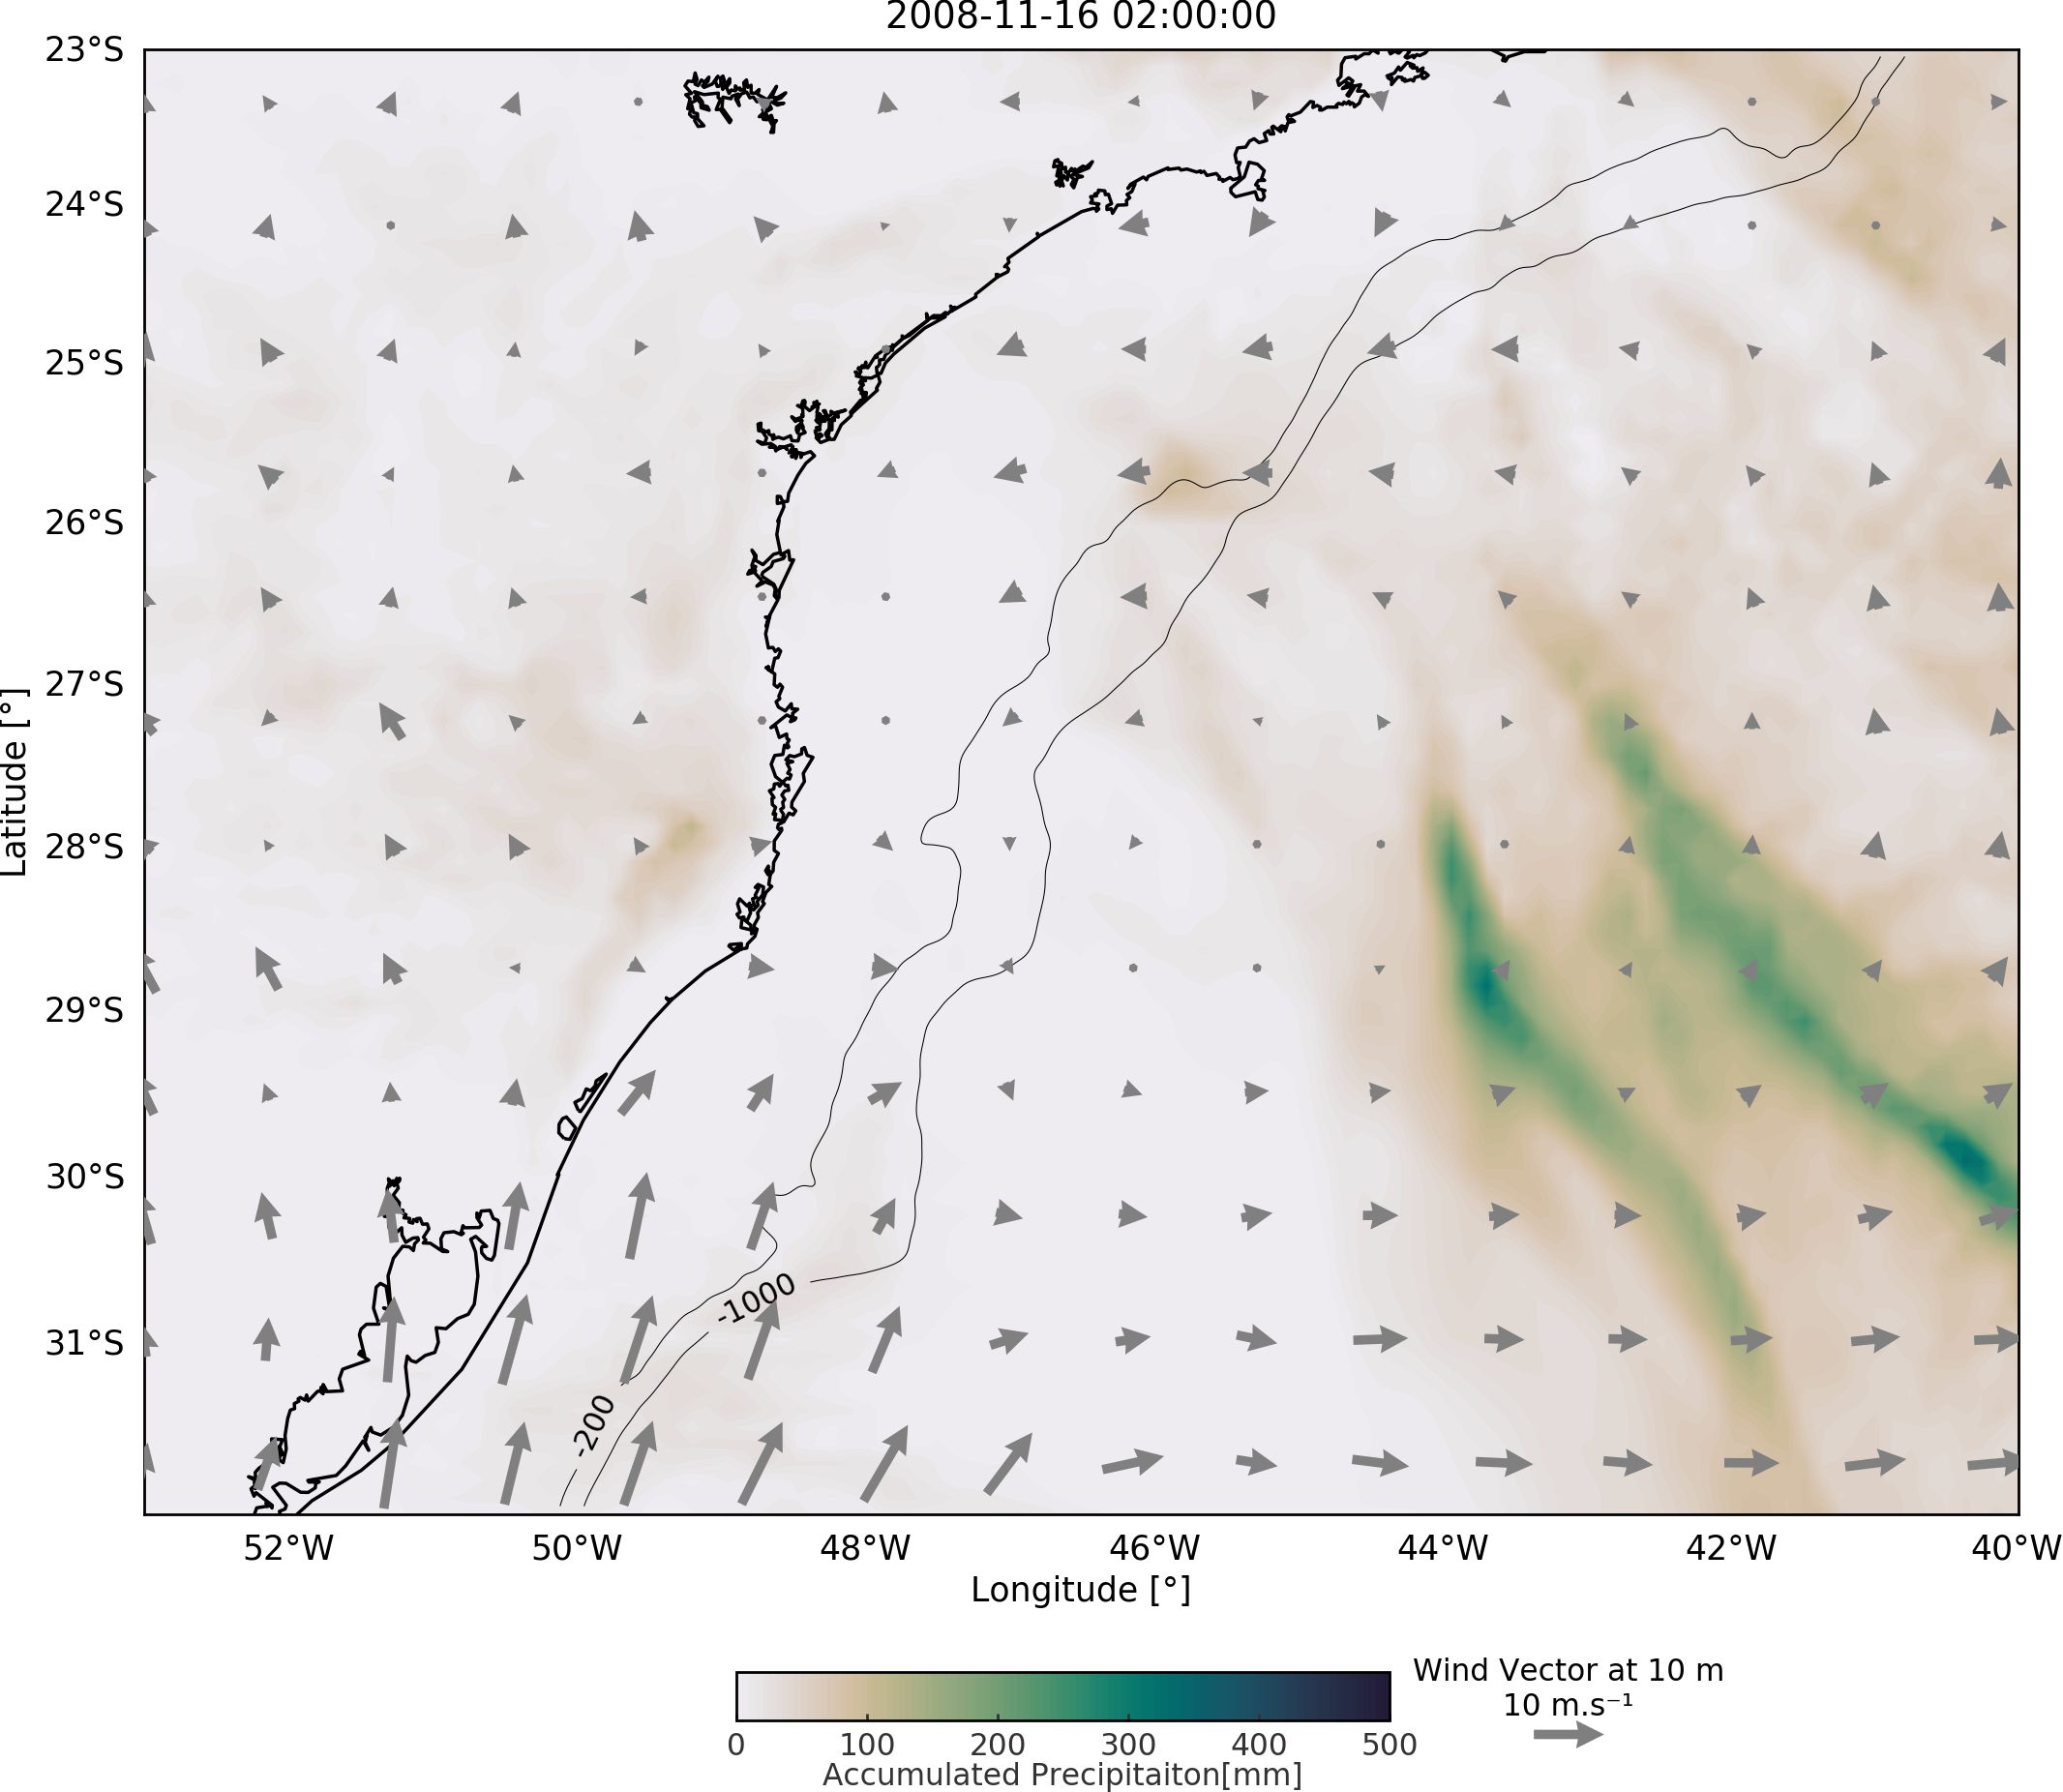 2008-11-16 02:00:00
23°S
24°S
25°S
26°S
27°S
28°S
29°S
30°S
31°S
Latitude [°]
-1000
-200
52°W
50°W
48°W
46°W
44°W
42°W
40°W
Longitude [°]
Wind Vector at 10 m
10 m.s⁻¹
0
100
200
300
400
500
Accumulated Precipitaiton[mm]